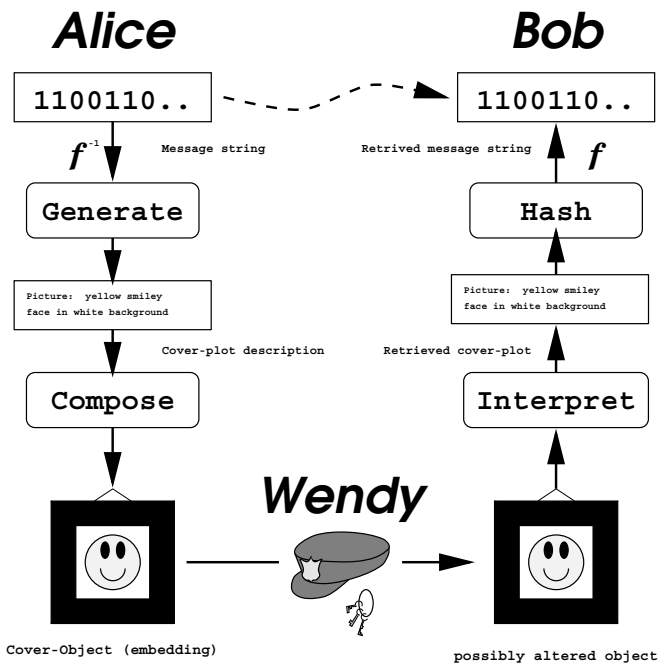 Alice
Bob
1100110..
1100110..
f -1
Message string
Retrived message string
f
Generate
Hash
Picture: yellow smiley
face in white background
Picture: yellow smiley
face in white background
Cover-plot description
Retrieved cover-plot
Compose
Interpret
Wendy
Cover-Object (embedding)
possibly altered object